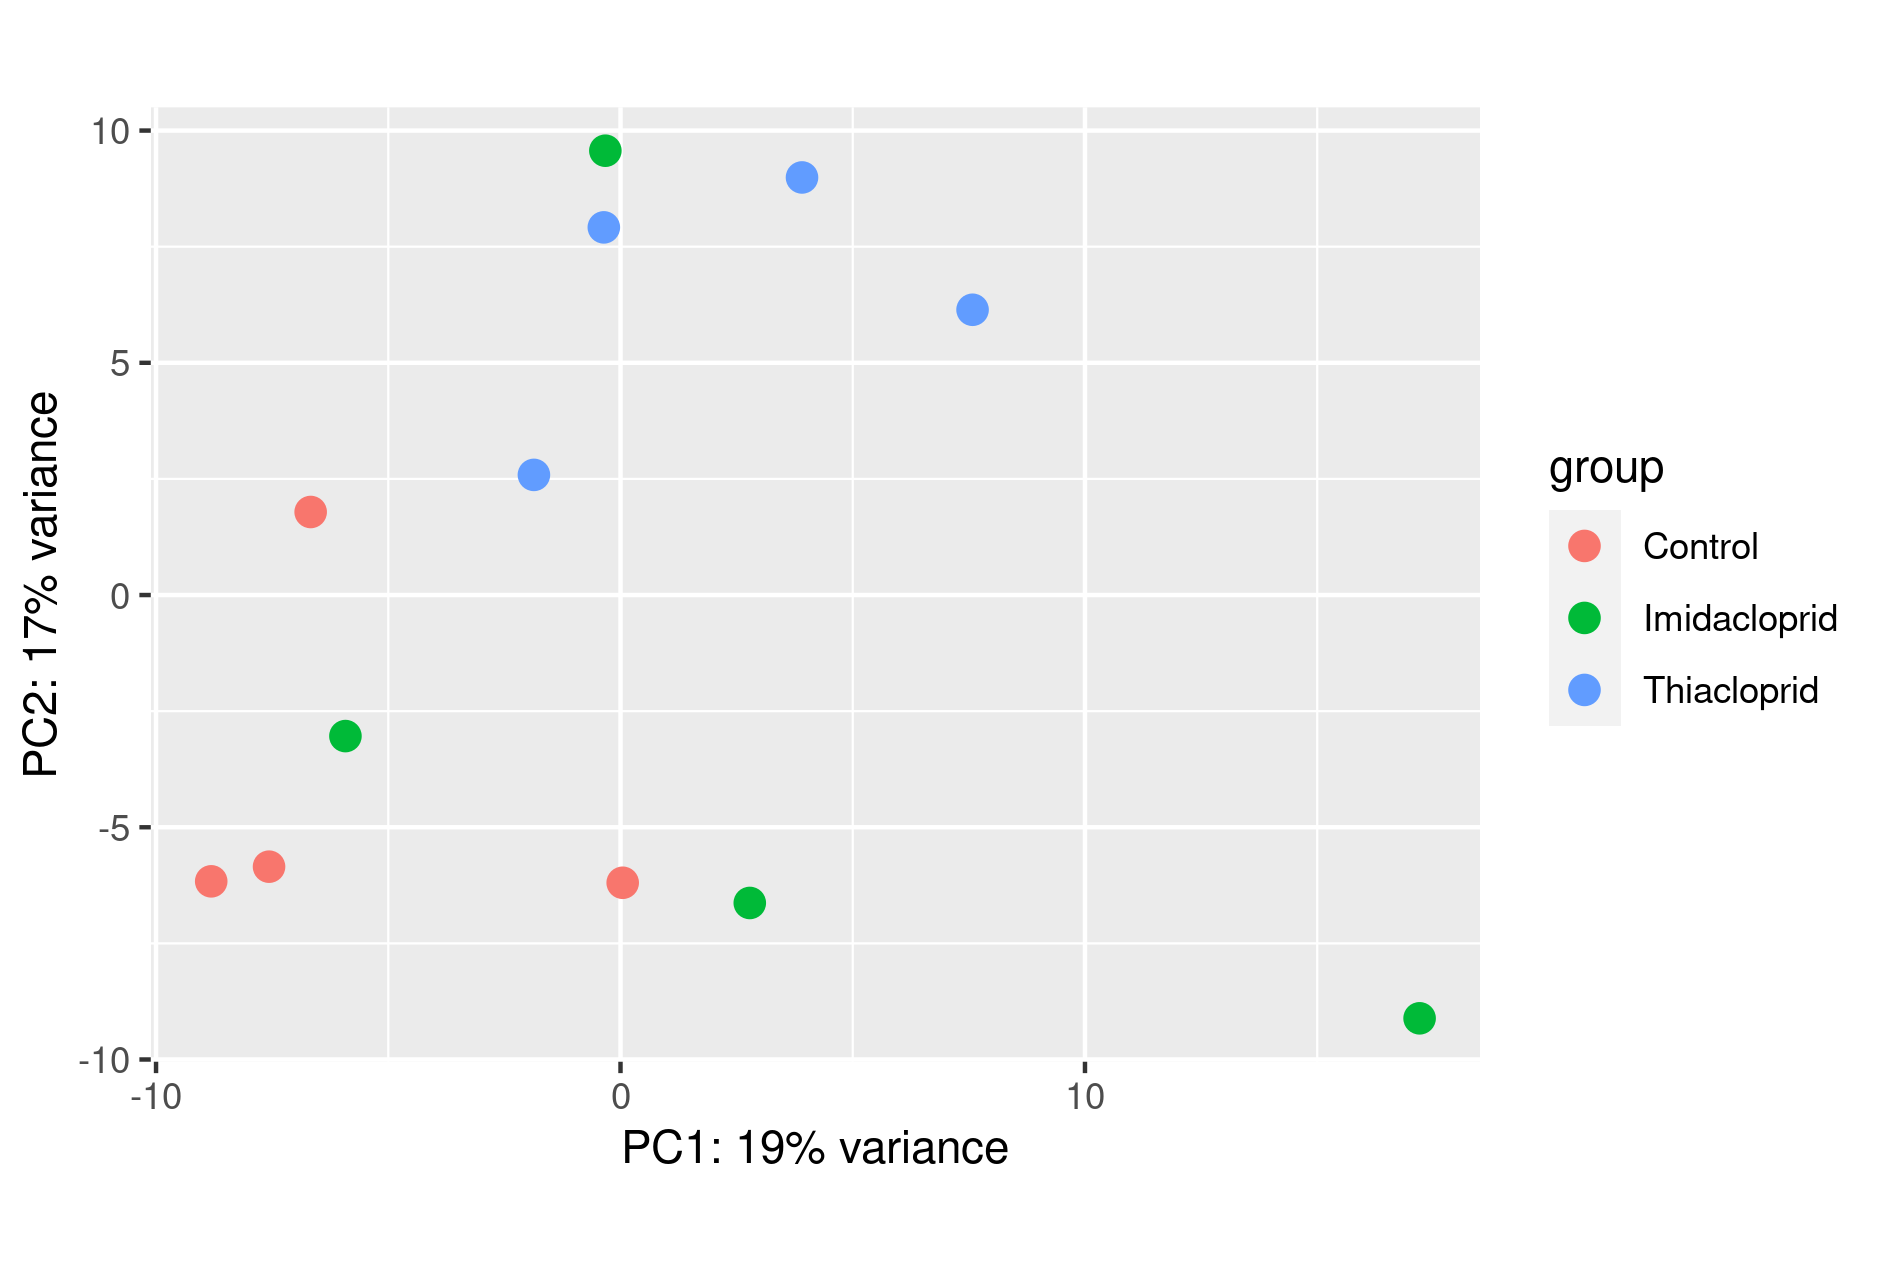 10
5
0
-5
-10
-10 0 10
PC1: 19% variance
PC2: 17% variance
group
Control
Imidacloprid
Thiacloprid